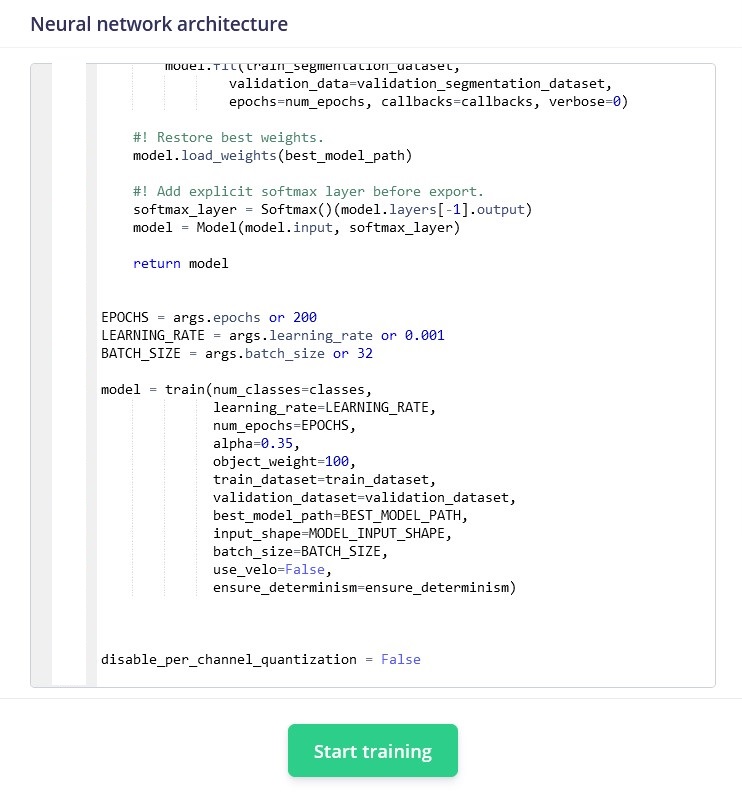 Neural network architecture
model.fit(train_segmentation_dataset,
validation_data=validation_segmentation_dataset,
epochs=num_epochs, callbacks=callbacks, verbose=0)
#! Restore best weights.
model.load_weights(best_model_path)
#! Add explicit softmax layer before export.
softmax_layer = Softmax()(model.layers[-1].output)
model = Model(model.input, softmax_layer)
return model
EPOCHS = args.epochs or 200
LEARNING_RATE = args.learning_rate or 0.001
BATCH_SIZE = args.batch_size or 32
model = train(num_classes=classes,
learning_rate=LEARNING_RATE,
num_epochs=EPOCHS,
alpha=0.35,
object_weight=100,
train_dataset=train_dataset,
validation_dataset=validation_dataset,
best_model_path=BEST_MODEL_PATH,
input_shape=MODEL_INPUT_SHAPE,
batch_size=BATCH_SIZE,
use_velo=False,
ensure_determinism=ensure_determinism)
disable_per_channel_quantization = False
Start training